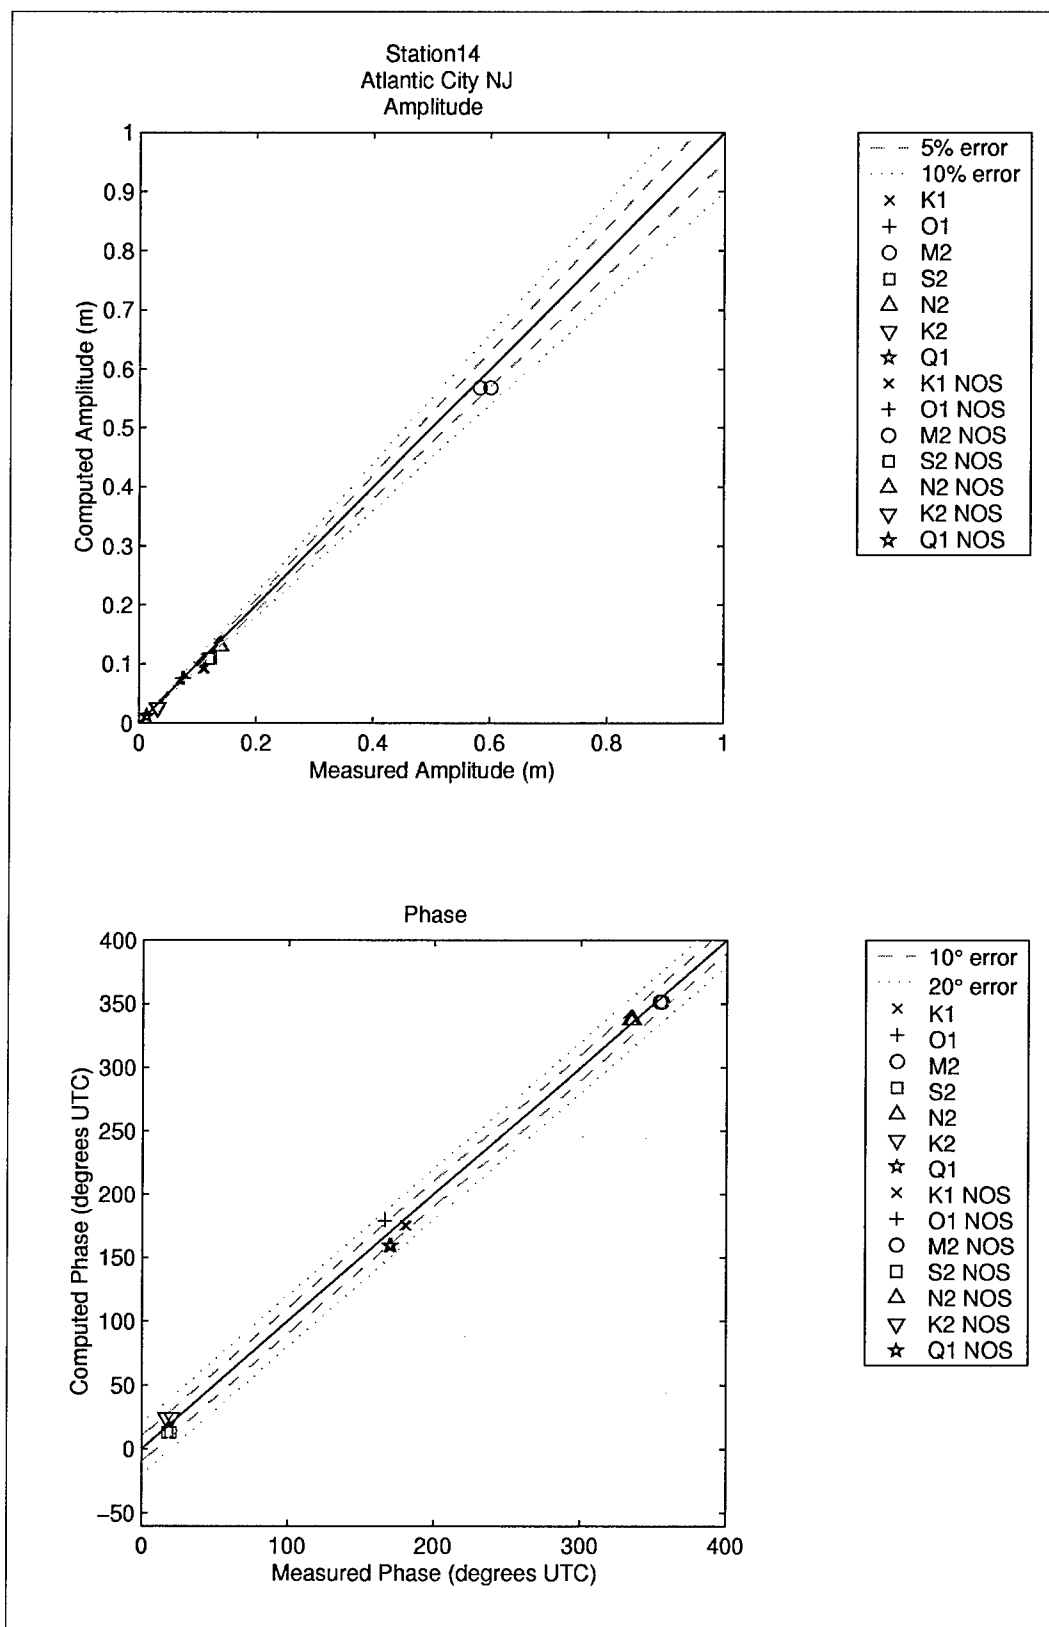 Station14
Atlantic City NJ
Amplitude
1
0.9
0.8
0.7
0.6
0.5
0.4
0.3
0.2
0.1
0
Computed Amplitude (m)
0 0.2 0.4 0.6 0.8 1
Measured Amplitude (m)
5% error
10% error
K1
O1
M2
S2
N2
K2
Q1
K1 NOS
O1 NOS
M2 NOS
S2 NOS
N2 NOS
K2 NOS
Q1 NOS
Phase
400
350
300
250
200
150
100
50
0
−50
Computed Phase (degrees UTC)
0 100 200 300 400
Measured Phase (degrees UTC)
10° error
20° error
K1
O1
M2
S2
N2
K2
Q1
K1 NOS
O1 NOS
M2 NOS
S2 NOS
N2 NOS
K2 NOS
Q1 NOS